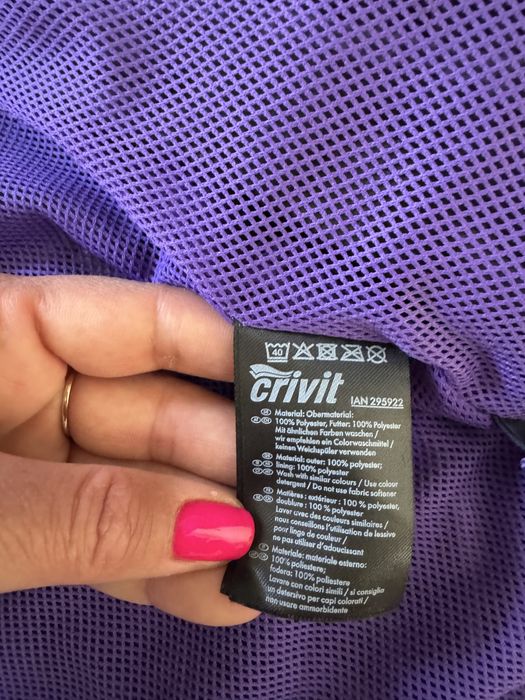 40
crivit
IAN 295922
Material: Obermaterial:
100% Polyester, Futter: 100% Polyester
Mit ähnlichen Farben waschen /
wir empfehlen ein Colorwaschmittel /
keinen Weichspüler verwenden
Material: outer: 100% polyester;
lining: 100% polyester
Wash with similar colours / Use colour
detergent / Do not use fabric softener
Matières : extérieur : 100 % polyester ;
doublure : 100 % polyester
Laver avec des couleurs similaires /
nous conseillons l'utilisation de lessive
pour linge de couleur /
ne pas utiliser d'adoucissant
Materiale: materiale esterno:
100% poliestere;
fodera: 100% poliestere
Lavare con colori simili / si consiglia
un detersivo per capi colorati /
non usare ammorbidente